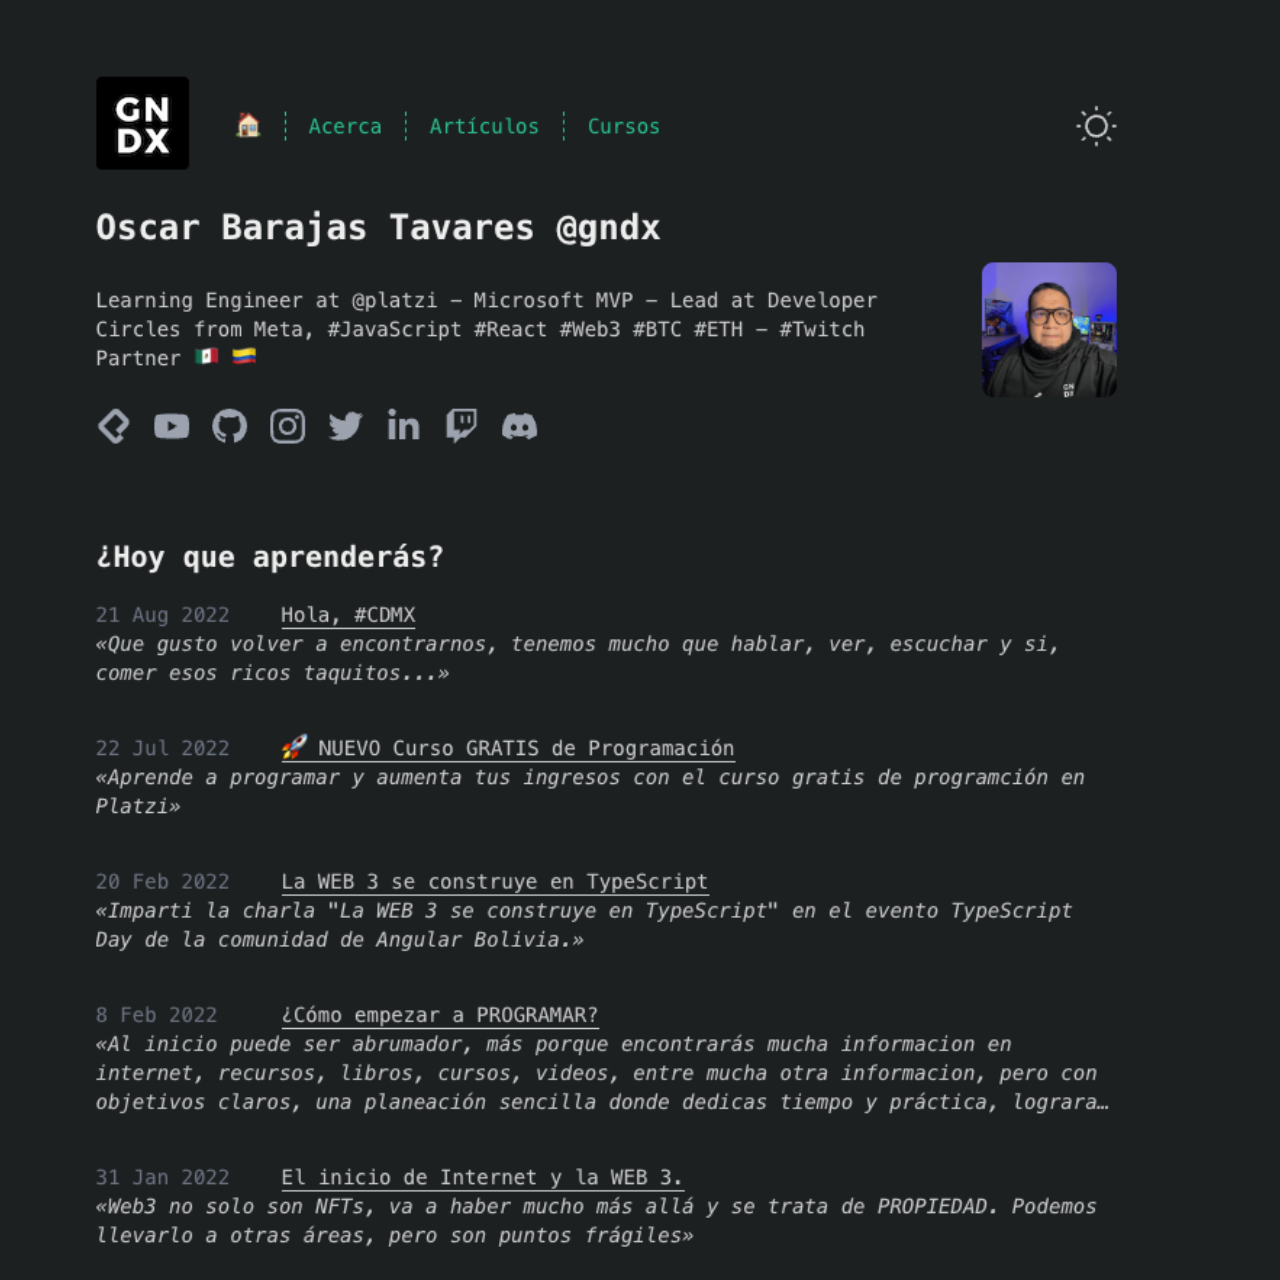 GN
DX
🏠 Acerca Artículos Cursos
Oscar Barajas Tavares @gndx
Learning Engineer at @platzi – Microsoft MVP – Lead at Developer
Circles from Meta, #JavaScript #React #Web3 #BTC #ETH – #Twitch
Partner 🇲🇽 🇨🇴
GN
DX
¿Hoy que aprenderás?
21 Aug 2022 Hola, #CDMX
«Que gusto volver a encontrarnos, tenemos mucho que hablar, ver, escuchar y si,
comer esos ricos taquitos...»
22 Jul 2022 🚀 NUEVO Curso GRATIS de Programación
«Aprende a programar y aumenta tus ingresos con el curso gratis de programción en
Platzi»
20 Feb 2022 La WEB 3 se construye en TypeScript
«Imparti la charla "La WEB 3 se construye en TypeScript" en el evento TypeScript
Day de la comunidad de Angular Bolivia.»
8 Feb 2022 ¿Cómo empezar a PROGRAMAR?
«Al inicio puede ser abrumador, más porque encontrarás mucha informacion en
internet, recursos, libros, cursos, videos, entre mucha otra informacion, pero con
objetivos claros, una planeación sencilla donde dedicas tiempo y práctica, lograra…
31 Jan 2022 El inicio de Internet y la WEB 3.
«Web3 no solo son NFTs, va a haber mucho más allá y se trata de PROPIEDAD. Podemos
llevarlo a otras áreas, pero son puntos frágiles»